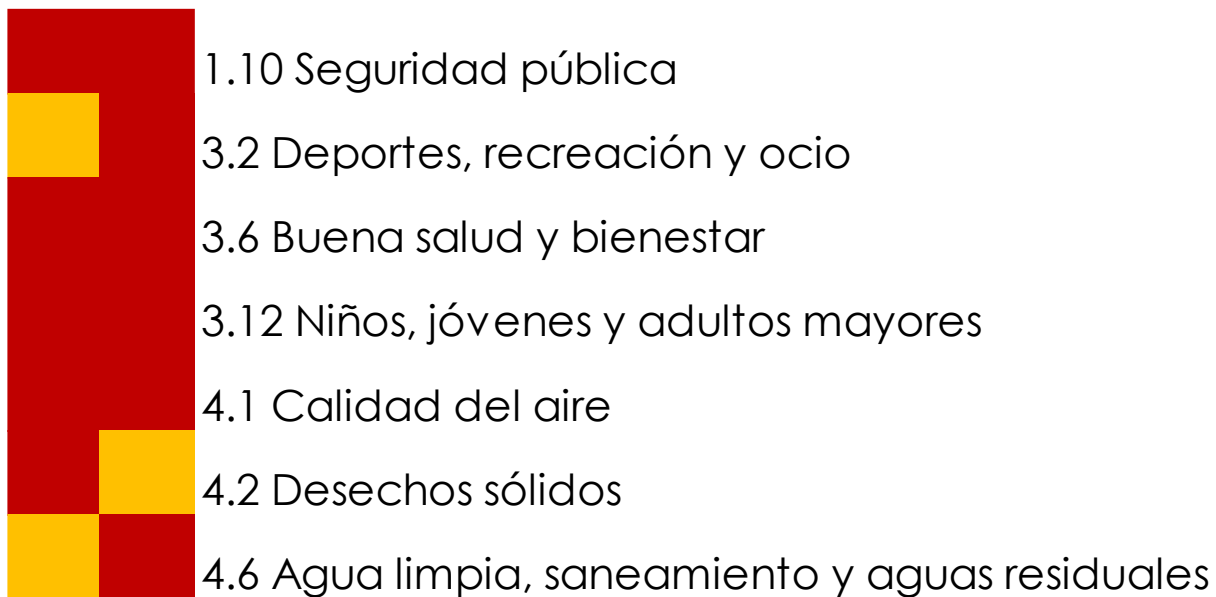 1.10 Seguridad pública
3.2 Deportes, recreación y ocio
3.6 Buena salud y bienestar
3.12 Niños, jóvenes y adultos mayores
4.1 Calidad del aire
4.2 Desechos sólidos
4.6 Agua limpia, saneamiento y aguas residuales